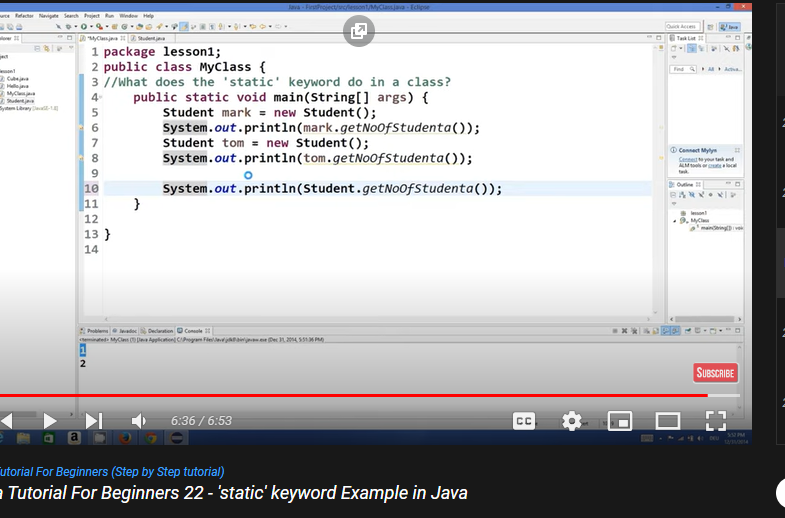 Java - FirstProject/src/lesson1/MyClass.java - Eclipse
Source Refactor Navigate Search Project Run Window Help
Quick Access
Java
*MyClass.java
Student.java
lesson1
Cube.java
Hello.java
MyClass.java
Student.java
System Library [JavaSE-1.8]
1 package lesson1;
2 public class MyClass {
3 //What does the 'static' keyword do in a class?
4 public static void main(String[] args) {
5 Student mark = new Student();
6 System.out.println(mark.getNoOfStudenta());
7 Student tom = new Student();
8 System.out.println(tom.getNoOfStudenta());
9
10 System.out.println(Student.getNoOfStudenta());
11 }
12
13 }
14
Task List
Find
All
Activa...
Connect Mylyn
Connect to your task and
ALM tools or create a local
task.
Outline
lesson1
MyClass
main(String[]) : voi
Problems Javadoc Declaration Console
<terminated> MyClass (1) [Java Application] C:\Program Files\Java\jdk8\bin\javaw.exe (Dec 31, 2014, 5:51:36 PM)
1
2
SUBSCRIBE
6:36 / 6:53
CC
5:52 PM
12/31/2014
Tutorial For Beginners (Step by Step tutorial)
a Tutorial For Beginners 22 - 'static' keyword Example in Java